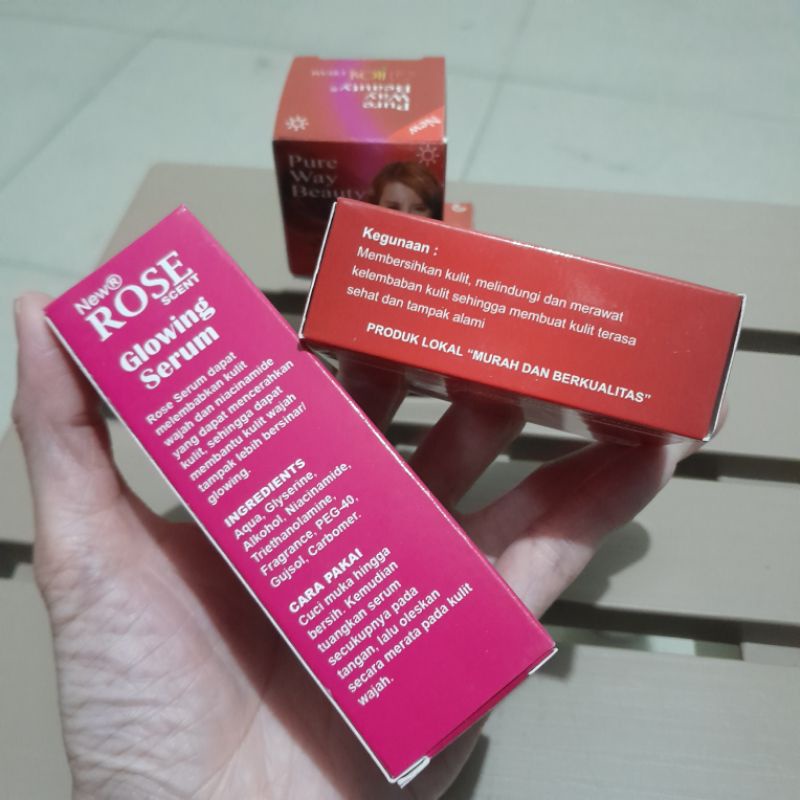 Pure
Way
Beauty®
New
Pure
Way
Beauty
Kegunaan :
Membersihkan kulit, melindungi dan merawat
kelembaban kulit sehingga membuat kulit terasa
sehat dan tampak alami
PRODUK LOKAL “MURAH DAN BERKUALITAS”
New®
ROSE
SCENT
Glowing
Serum
Rose Serum dapat
melembabkan kulit
wajah dan niacinamide
yang dapat mencerahkan
kulit, sehingga dapat
membantu kulit wajah
tampak lebih bersinar/
glowing.
INGREDIENTS
Aqua, Glyserine,
Alkohol, Niacinamide,
Triethanolamine,
Fragrance, PEG-40,
Gujsol, Carbomer.
CARA PAKAI
Cuci muka hingga
bersih. Kemudian
tuangkan serum
secukupnya pada
tangan, lalu oleskan
secara merata pada kulit
wajah.